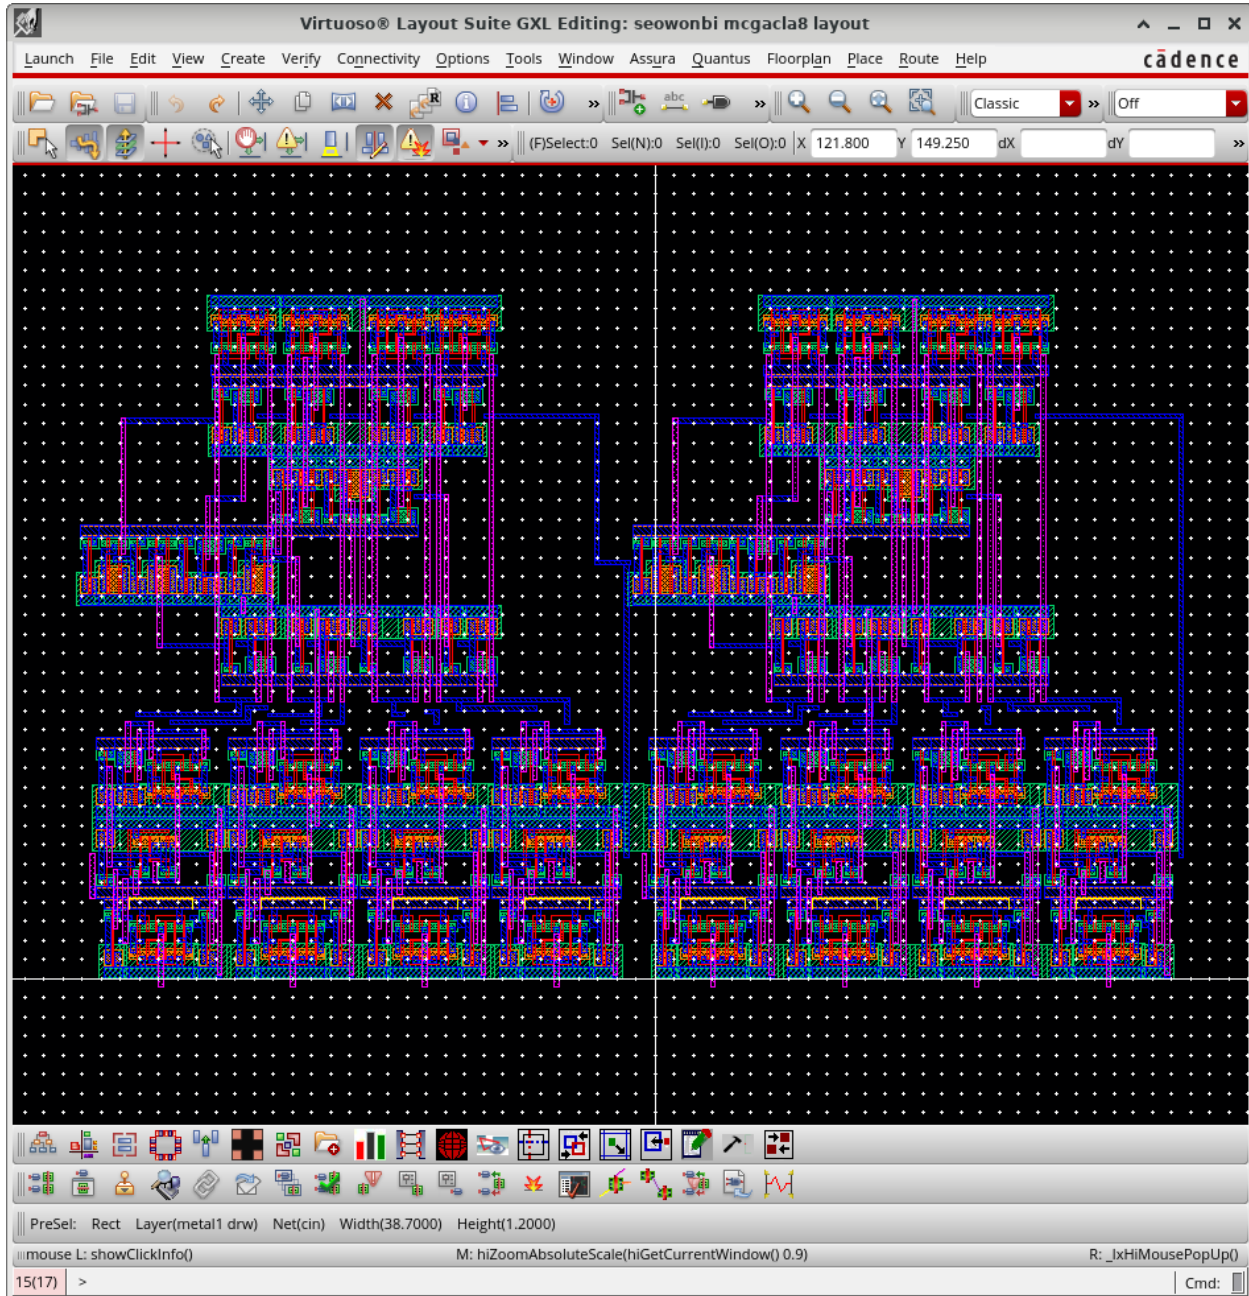 Virtuoso® Layout Suite GXL Editing: seowonbi mcgacla8 layout
Launch File Edit View Create Verify Connectivity Options Tools Window Assura Quantus Floorplan Place Route Help cādence
R abc » » Classic » Off
» (F)Select:0 Sel(N):0 Sel(I):0 Sel(O):0 X 121.800 Y 149.250 dX dY »
PreSel: Rect Layer(metal1 drw) Net(cin) Width(38.7000) Height(1.2000)
mouse L: showClickInfo() M: hiZoomAbsoluteScale(hiGetCurrentWindow() 0.9) R: _lxHiMousePopUp()
15(17) > Cmd: